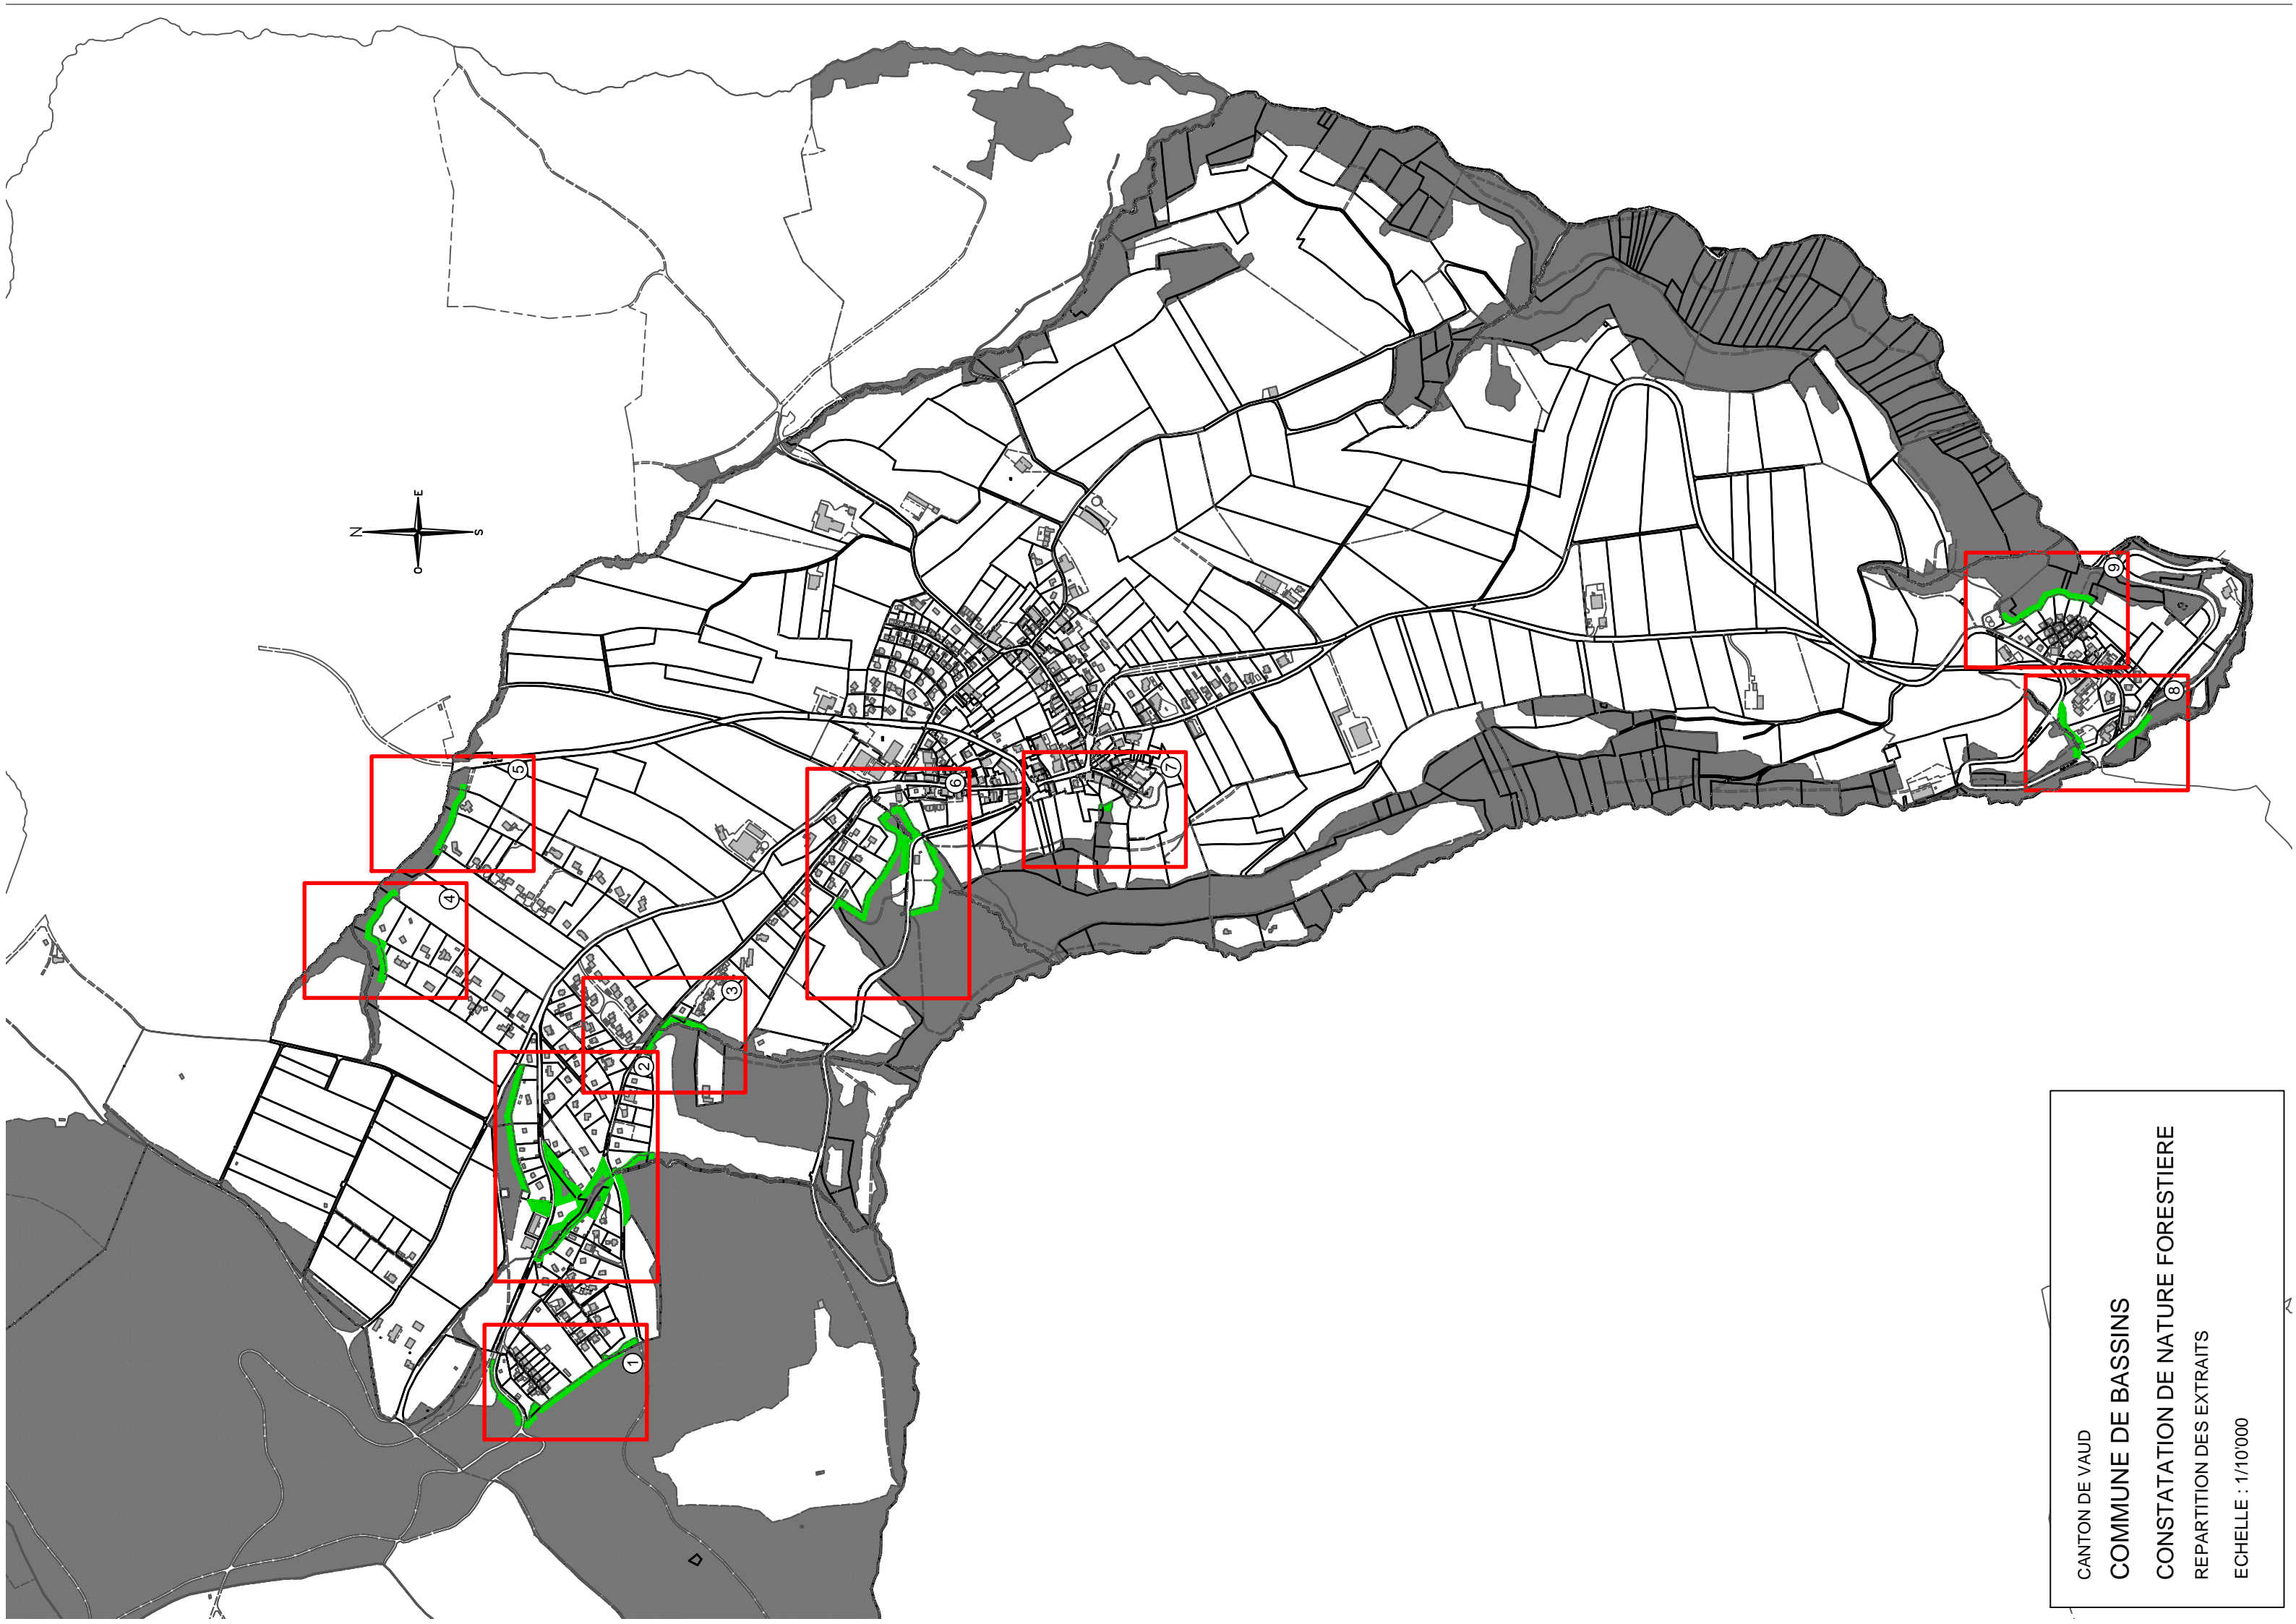 CANTON DE VAUD
COMMUNE DE BASSINS
CONSTATATION DE NATURE FORESTIERE
REPARTITION DES EXTRAITS
ECHELLE : 1/10'000
N
O
E
S
1
2
3
4
5
6
7
8
9